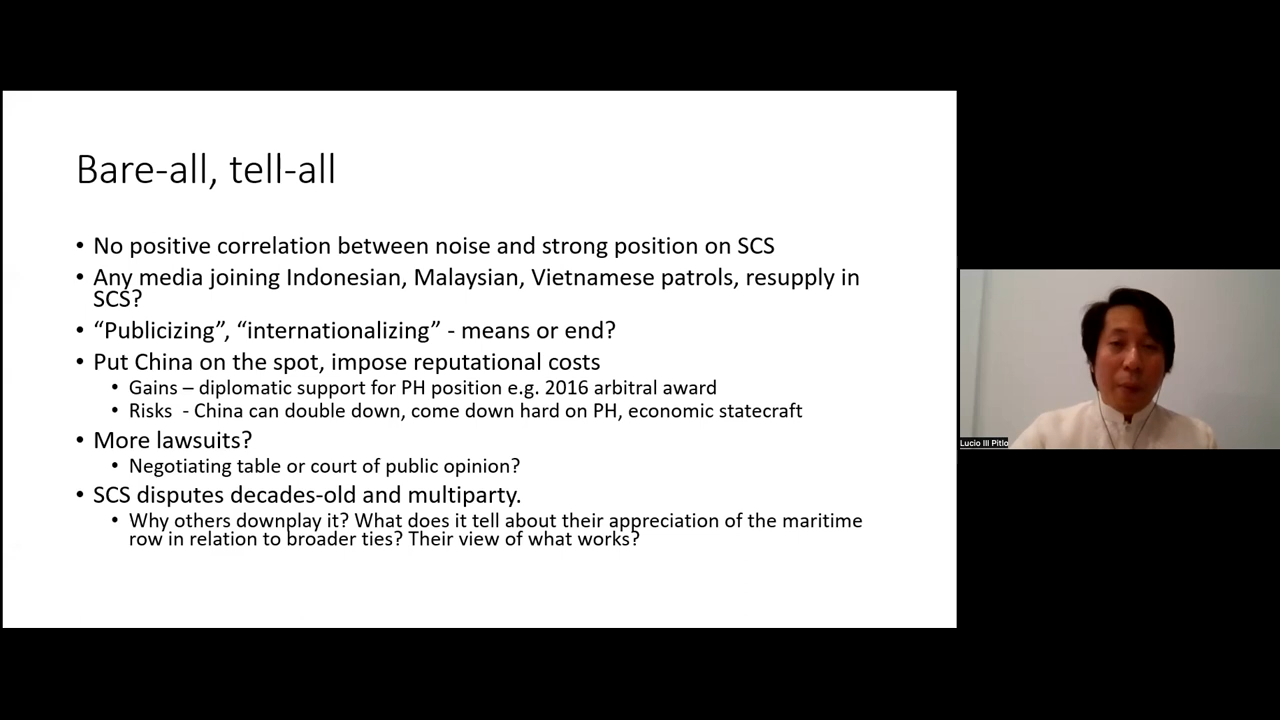 Bare-all, tell-all
• No positive correlation between noise and strong position on SCS
• Any media joining Indonesian, Malaysian, Vietnamese patrols, resupply in
SCS?
• “Publicizing”, “internationalizing” - means or end?
• Put China on the spot, impose reputational costs
• Gains – diplomatic support for PH position e.g. 2016 arbitral award
• Risks - China can double down, come down hard on PH, economic statecraft
• More lawsuits?
• Negotiating table or court of public opinion?
• SCS disputes decades-old and multiparty.
• Why others downplay it? What does it tell about their appreciation of the maritime
row in relation to broader ties? Their view of what works?
Lucio III Pitlo